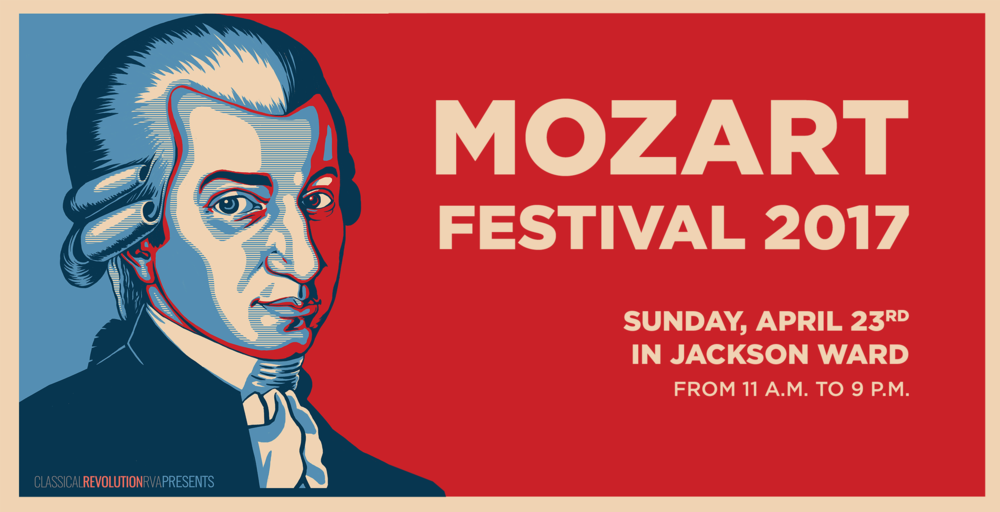 MOZART
FESTIVAL 2017
SUNDAY, APRIL 23RD
IN JACKSON WARD
FROM 11 A.M. TO 9 P.M.
CLASSICALREVOLUTIONRVAPRESENTS